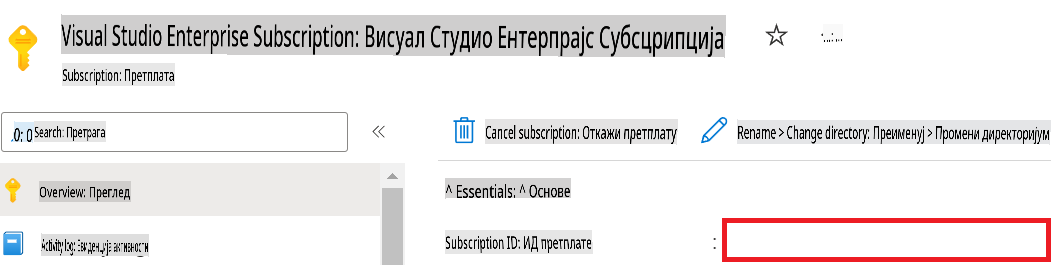 Visual Studio Enterprise Subscription: Висуал Студио Ентерпрајс Субсцрипција
Subscription: Претплата
Search: Претрага
Cancel subscription: Откажи претплату
Rename > Change directory: Преименуј > Промени директоријум
Overview: Преглед
^ Essentials: ^ Основе
Activity log: Евиденција активности
Subscription ID: ИД претплате :